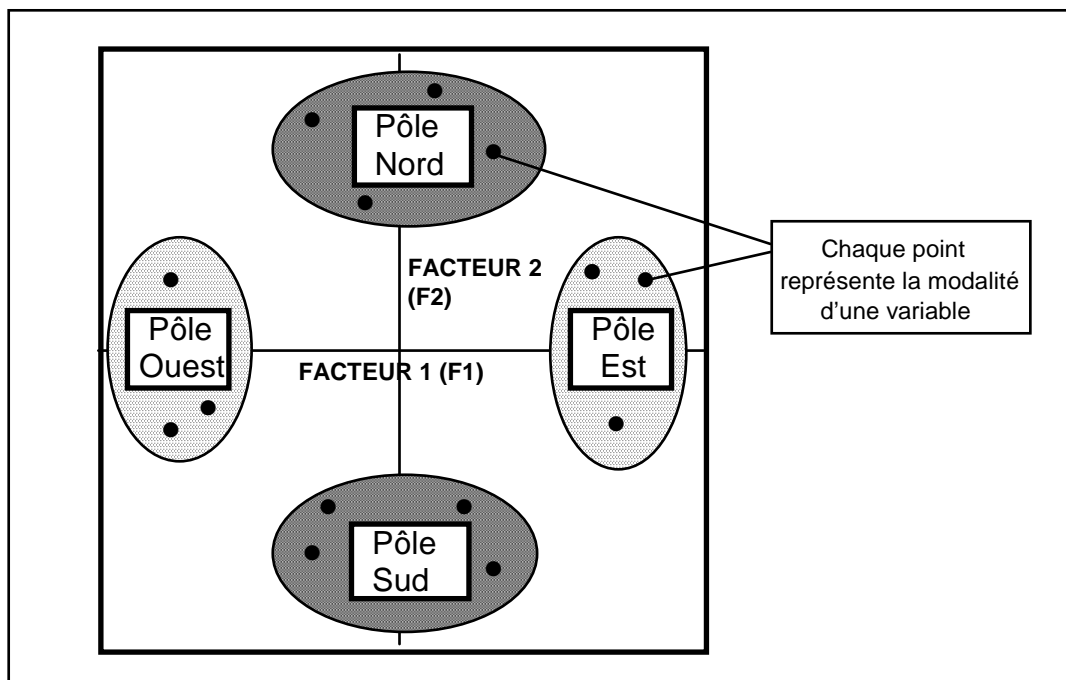 Pôle
Nord
FACTEUR 2
(F2)
Chaque point
représente la modalité
d'une variable
Pôle
Ouest
FACTEUR 1 (F1)
Pôle
Est
Pôle
Sud